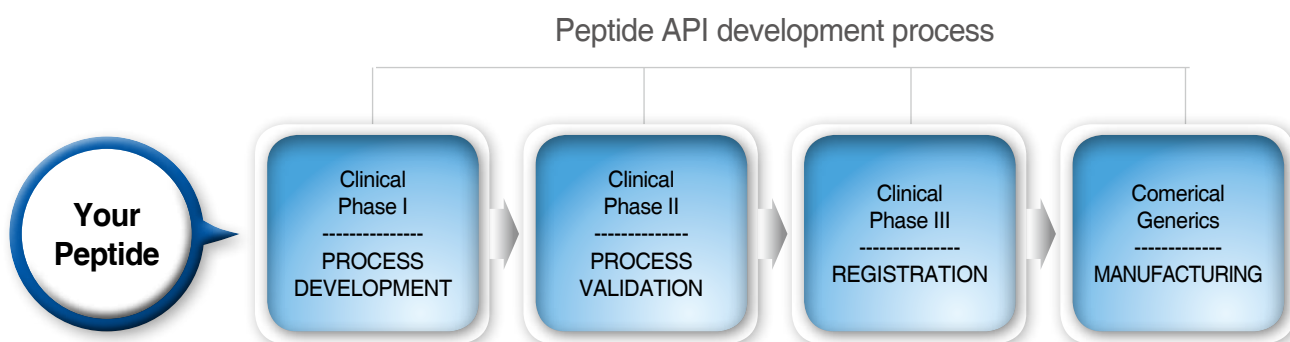 Peptide API development process
Your
Peptide
Clinical
Phase I
---------------
PROCESS
DEVELOPMENT
Clinical
Phase II
--------------
PROCESS
VALIDATION
Clinical
Phase III
---------------
REGISTRATION
Comerical
Generics
-------------
MANUFACTURING